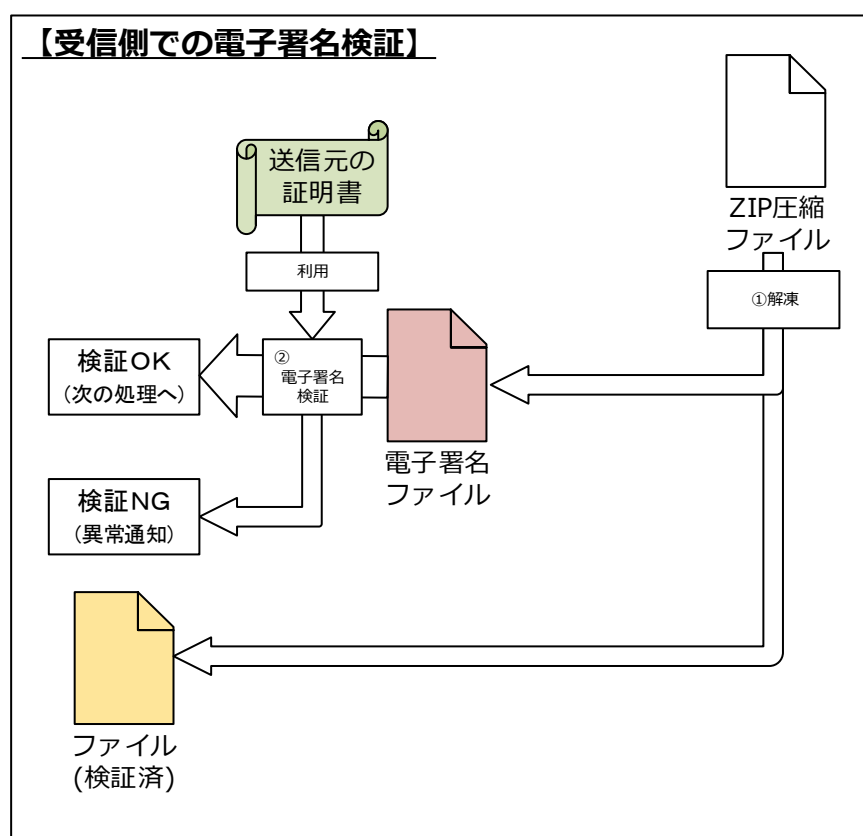 【受信側での電子署名検証】
送信元の
証明書
ZIP圧縮
ファイル
利用
①解凍
検証ＯＫ
（次の処理へ）
②
電子署名
検証
電子署名
ファイル
検証ＮＧ
（異常通知）
ファイル
(検証済)